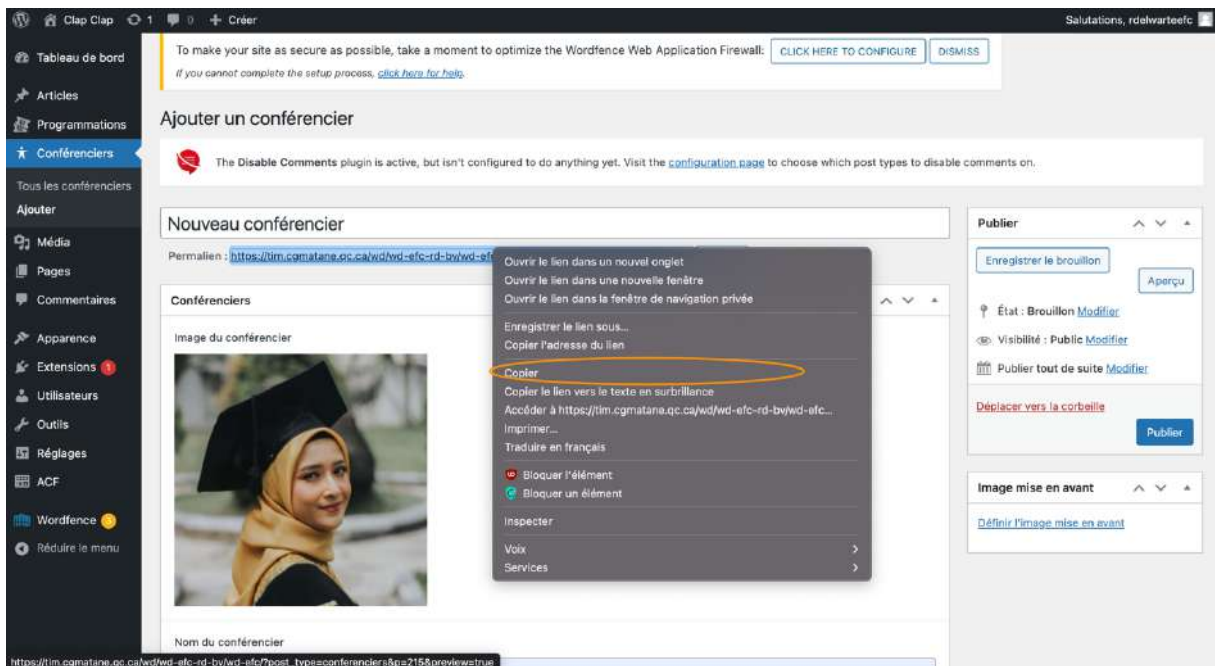 Clap Clap 1 0 + Créer Salutations, rdelwarteefc
Tableau de bord
Articles
Programmations
Conférenciers
Tous les conférenciers
Ajouter
Média
Pages
Commentaires
Apparence
Extensions 1
Utilisateurs
Outils
Réglages
ACF
Wordfence 3
Réduire le menu
To make your site as secure as possible, take a moment to optimize the Wordfence Web Application Firewall: CLICK HERE TO CONFIGURE DISMISS
If you cannot complete the setup process, click here for help.
Ajouter un conférencier
The Disable Comments plugin is active, but isn't configured to do anything yet. Visit the configuration page to choose which post types to disable comments on.
Nouveau conférencier
Permalien : https://tim.cgmatane.qc.ca/wd/wd-efc-rd-bv/wd-ef
Conférenciers
Image du conférencier
Nom du conférencier
Ouvrir le lien dans un nouvel onglet
Ouvrir le lien dans une nouvelle fenêtre
Ouvrir le lien dans la fenêtre de navigation privée
Enregistrer le lien sous...
Copier l'adresse du lien
Copier
Copier le lien vers le texte en surbrillance
Accéder à https://tim.cgmatane.qc.ca/wd/wd-efc-rd-bv/wd-efc...
Imprimer...
Traduire en français
Bloquer l'élément
Bloquer un élément
Inspecter
Voix
Services
Publier
Enregistrer le brouillon
Aperçu
État : Brouillon Modifier
Visibilité : Public Modifier
Publier tout de suite Modifier
Déplacer vers la corbeille
Publier
Image mise en avant
Définir l'image mise en avant
https://tim.cgmatane.qc.ca/wd/wd-efc-rd-bv/wd-efc/?post_type=conferenciers&p=215&preview=true